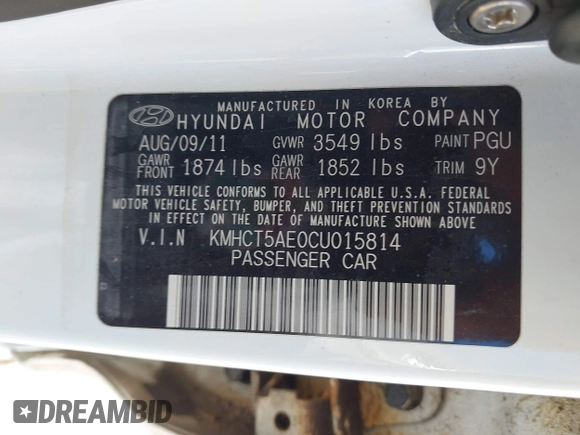 MANUFACTURED IN KOREA BY
HYUNDAI MOTOR COMPANY
AUG/09/11 GVWR 3549 lbs PAINT PGU
GAWR FRONT 1874 lbs GAWR REAR 1852 lbs TRIM 9Y
THIS VEHICLE CONFORMS TO ALL APPLICABLE U.S.A. FEDERAL
MOTOR VEHICLE SAFETY, BUMPER, AND THEFT PREVENTION STANDARDS
IN EFFECT ON THE DATE OF MANUFACTURE SHOWN ABOVE
V.I.N KMHCT5AE0CU015814
PASSENGER CAR
DREAMBID